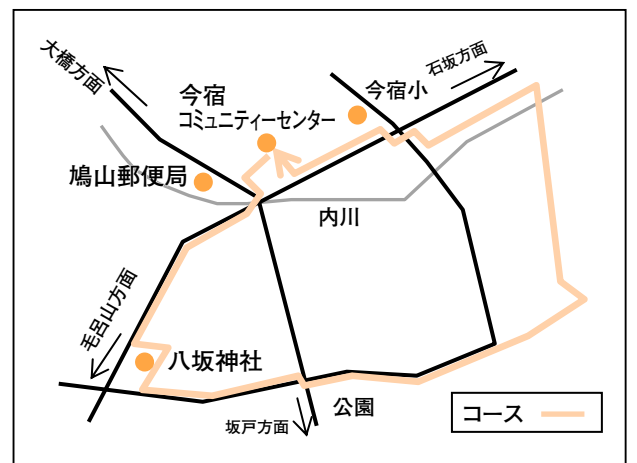 大橋方面
石坂方面
今宿小
今宿
コミュニティーセンター
鳩山郵便局
内川
毛呂山方面
八坂神社
公園
坂戸方面
コース